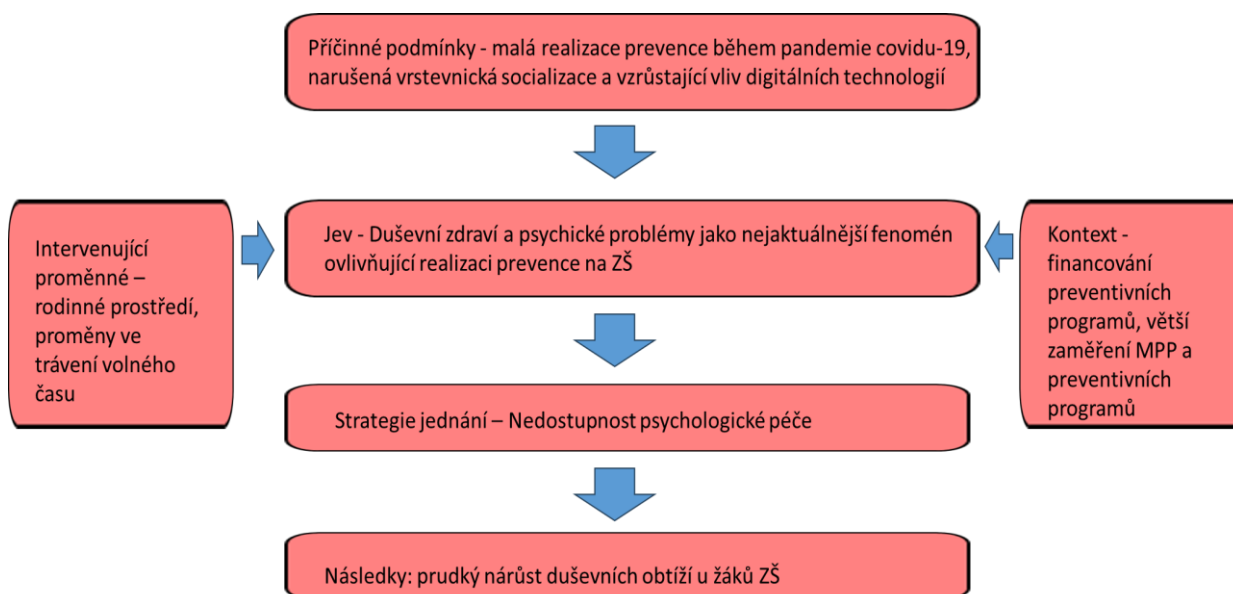 Příčinné podmínky - malá realizace prevence během pandemie covidu-19,
narušená vrstevnická socializace a vzrůstající vliv digitálních technologií
Intervenující
proměnné –
rodinné prostředí,
proměny ve
trávení volného
času
Jev - Duševní zdraví a psychické problémy jako nejaktuálnější fenomén
ovlivňující realizaci prevence na ZŠ
Kontext -
financování
preventivních
programů, větší
zaměření MPP a
preventivních
programů
Strategie jednání – Nedostupnost psychologické péče
Následky: prudký nárůst duševních obtíží u žáků ZŠ